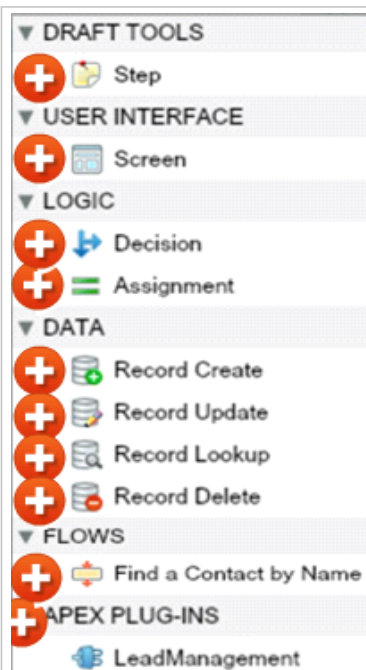 DRAFT TOOLS
Step
USER INTERFACE
Screen
LOGIC
Decision
Assignment
DATA
Record Create
Record Update
Record Lookup
Record Delete
FLOWS
Find a Contact by Name
APEX PLUG-INS
LeadManagement